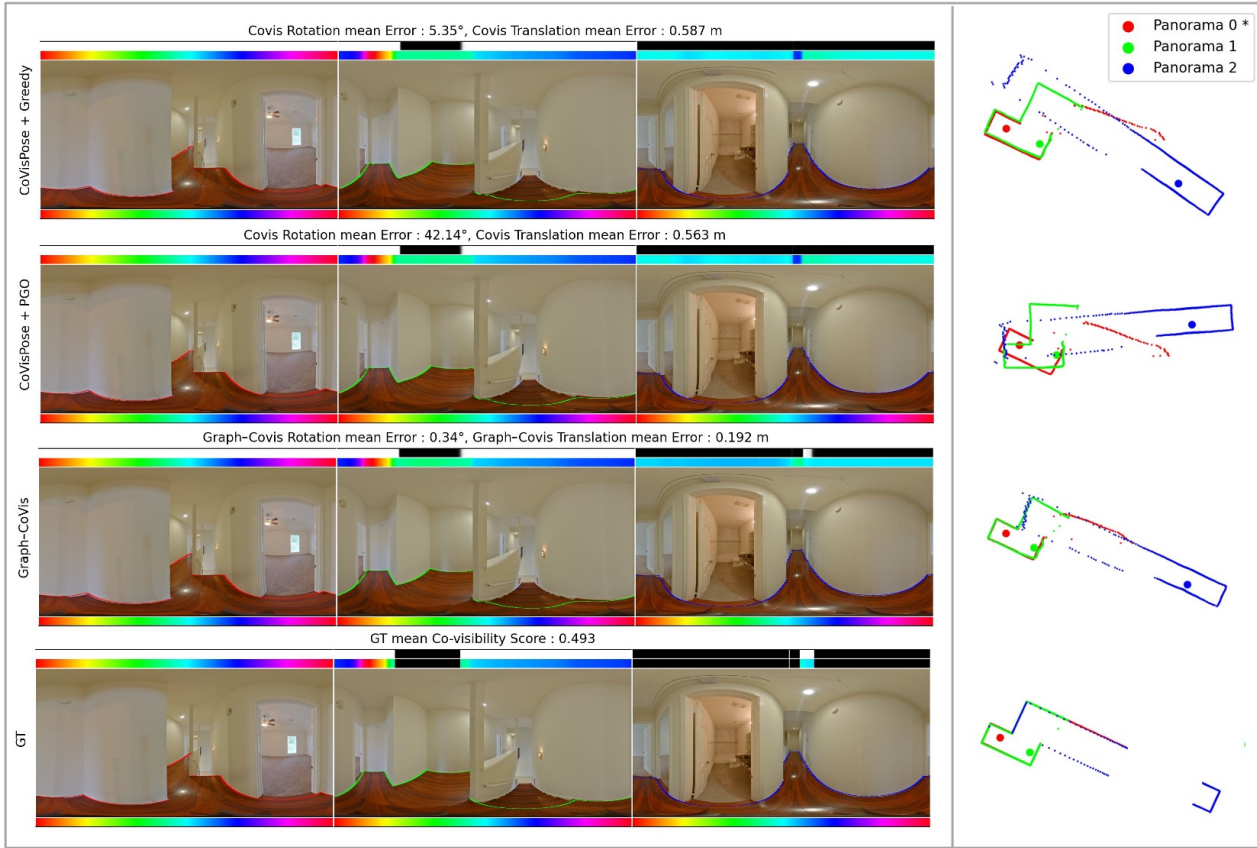 Covis Rotation mean Error : 5.35°, Covis Translation mean Error : 0.587 m
CoVisPose + Greedy
Panorama 0 *
Panorama 1
Panorama 2
Covis Rotation mean Error : 42.14°, Covis Translation mean Error : 0.563 m
CoVisPose + PGO
Graph–Covis Rotation mean Error : 0.34°, Graph–Covis Translation mean Error : 0.192 m
Graph–CoVis
GT mean Co-visibility Score : 0.493
GT